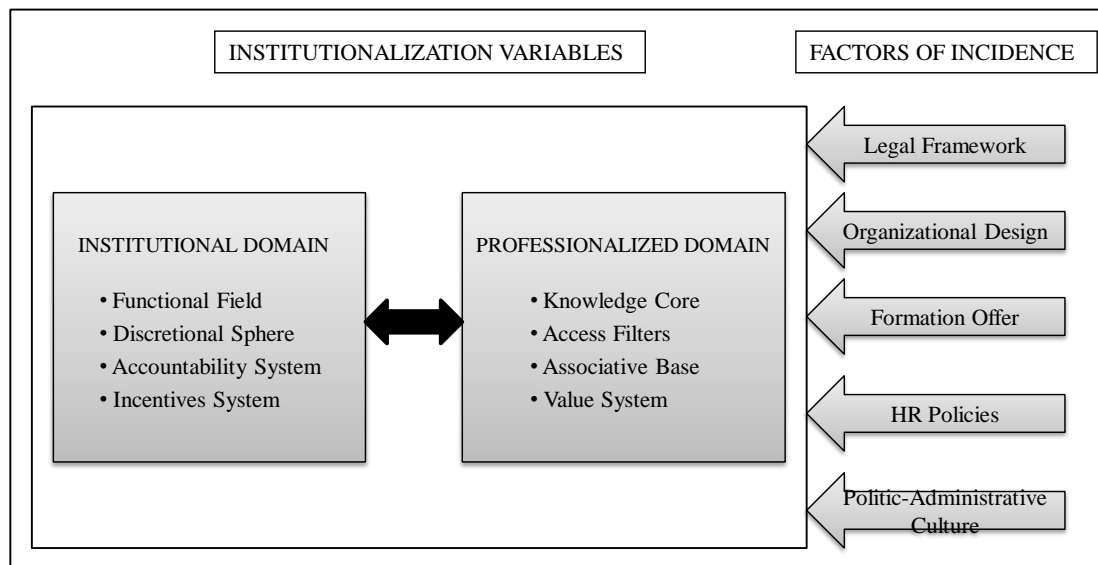 INSTITUTIONALIZATION VARIABLES
FACTORS OF INCIDENCE
INSTITUTIONAL DOMAIN
• Functional Field
• Discretional Sphere
• Accountability System
• Incentives System
PROFESSIONALIZED DOMAIN
• Knowledge Core
• Access Filters
• Associative Base
• Value System
Legal Framework
Organizational Design
Formation Offer
HR Policies
Politic-Administrative
Culture